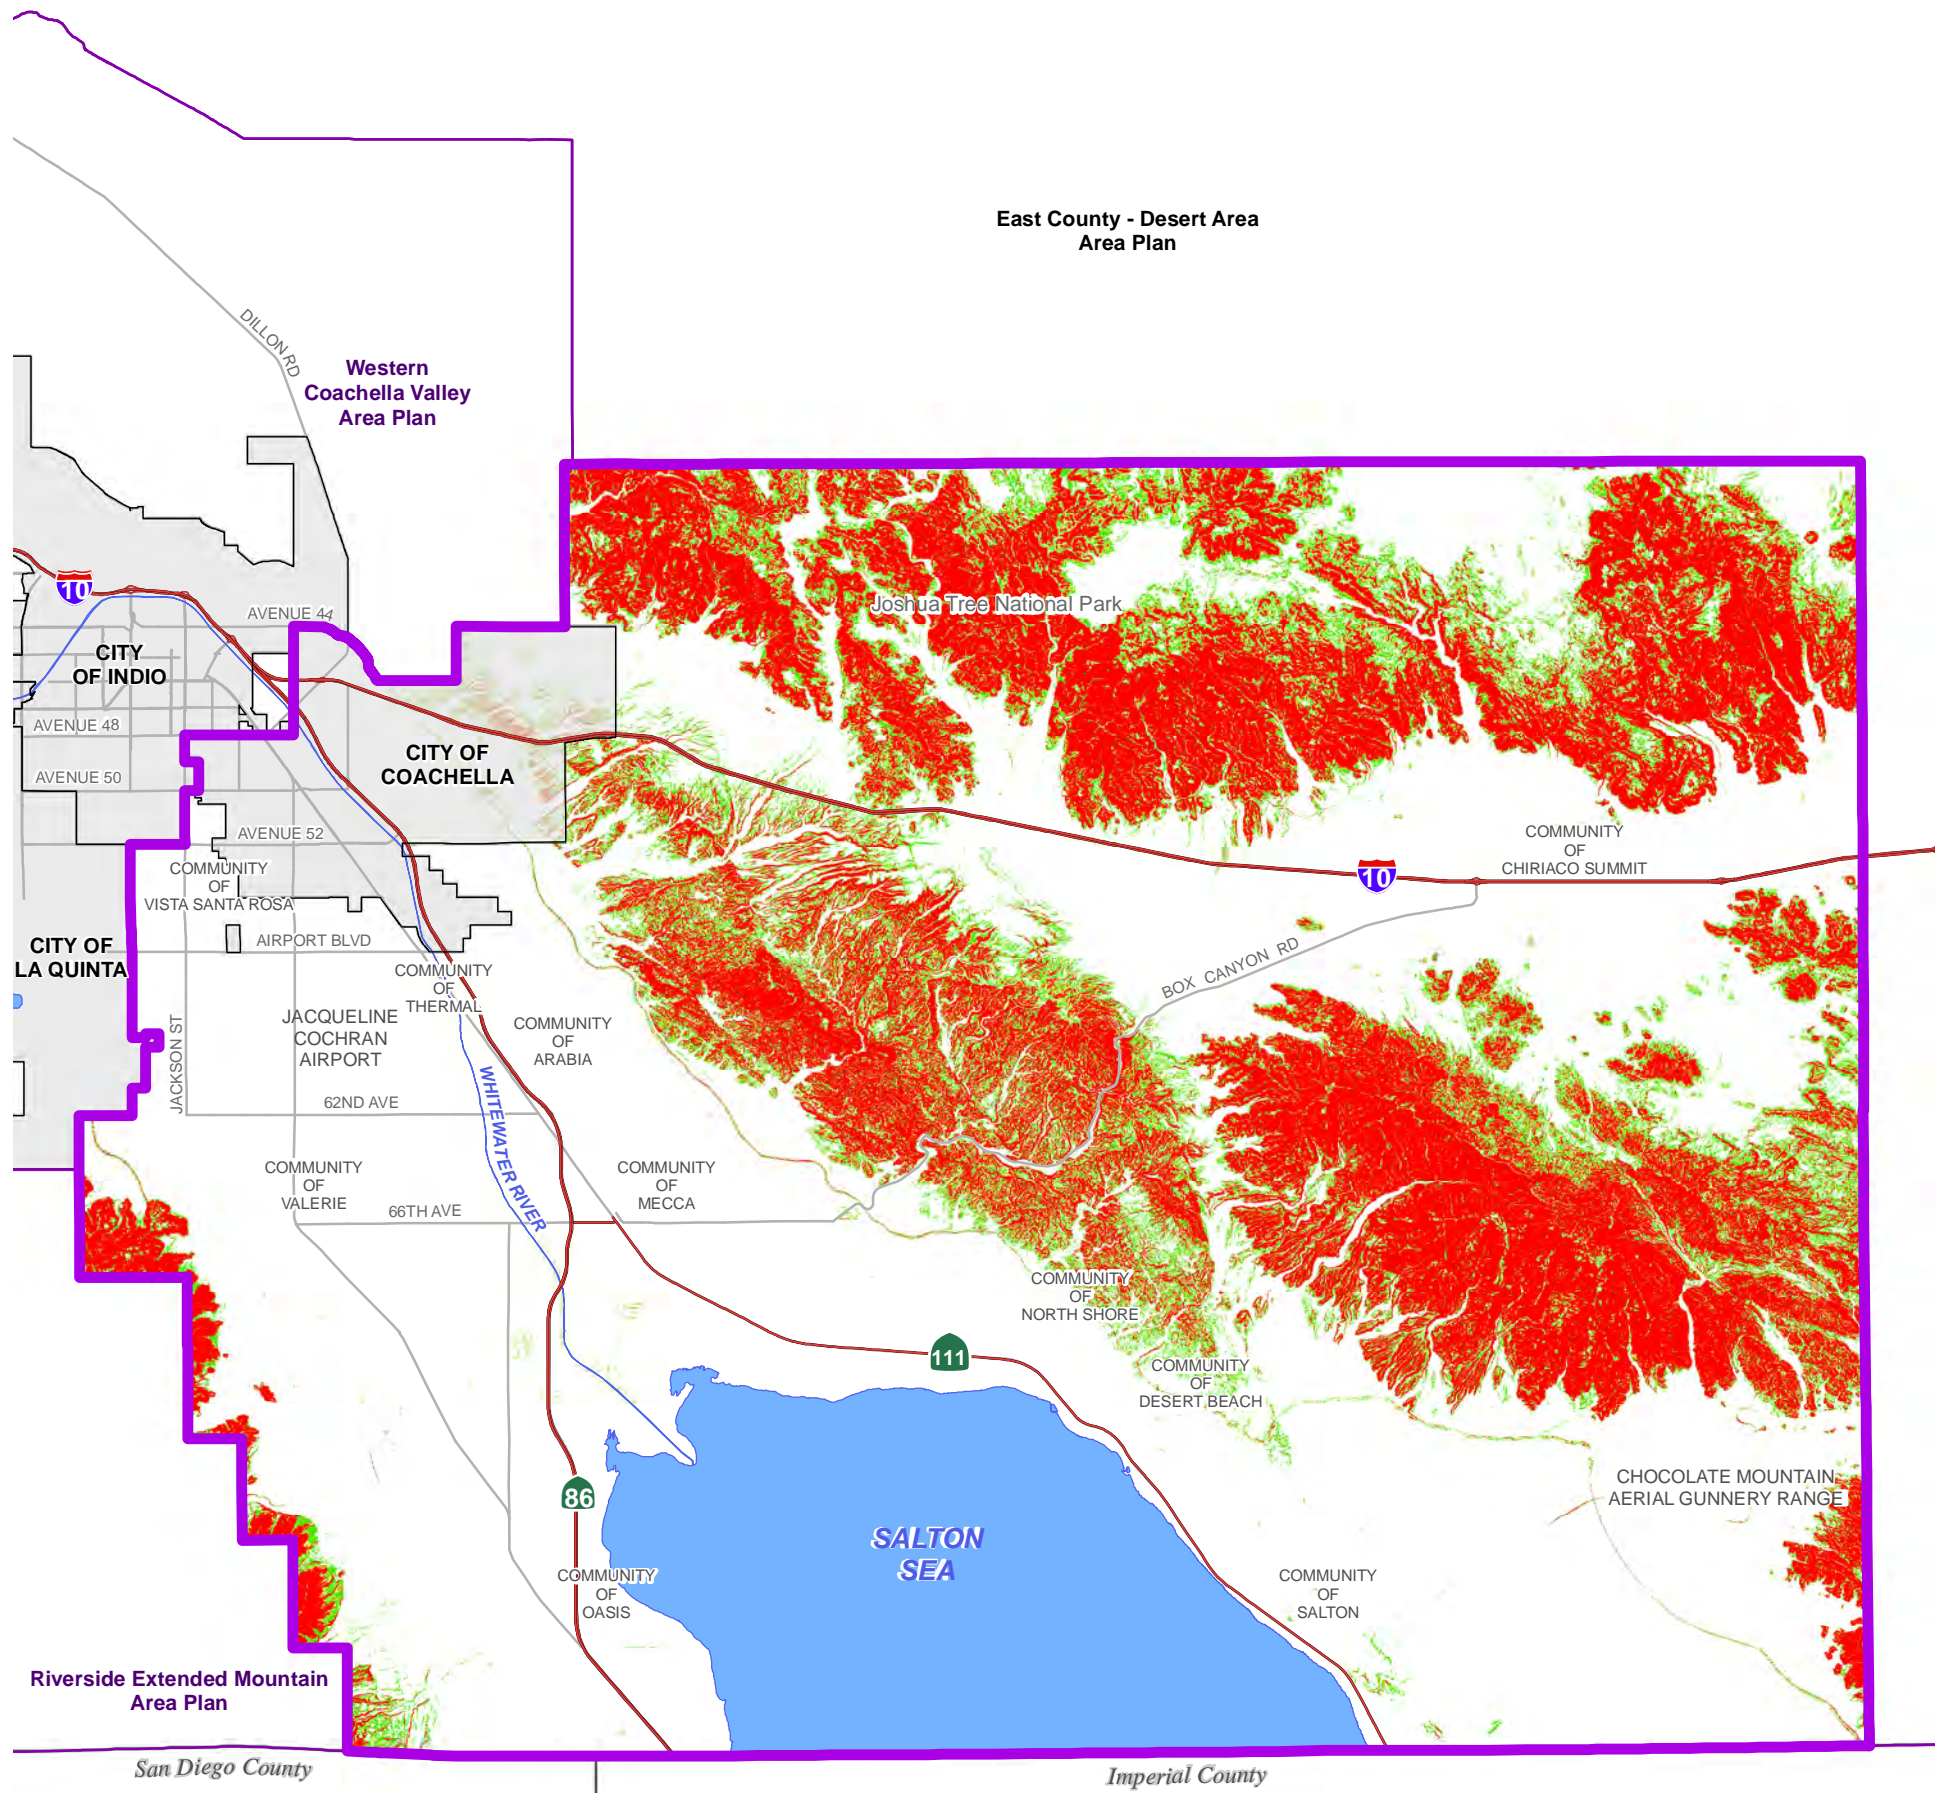 East County - Desert Area
Area Plan
DILLON RD
Western
Coachella Valley
Area Plan
10
AVENUE 44
Joshua Tree National Park
CITY
OF INDIO
AVENUE 48
CITY OF
COACHELLA
AVENUE 50
AVENUE 52
COMMUNITY
OF
CHIRIACO SUMMIT
10
COMMUNITY
OF
VISTA SANTA ROSA
CITY OF
LA QUINTA
AIRPORT BLVD
BOX CANYON RD
COMMUNITY
OF
THERMAL
JACKSON ST
JACQUELINE
COCHRAN
AIRPORT
COMMUNITY
OF
ARABIA
WHITEWATER RIVER
62ND AVE
COMMUNITY
OF
VALERIE
COMMUNITY
OF
MECCA
66TH AVE
COMMUNITY
OF
NORTH SHORE
111
COMMUNITY
OF
DESERT BEACH
CHOCOLATE MOUNTAIN
AERIAL GUNNERY RANGE
86
SALTON
SEA
COMMUNITY
OF
OASIS
COMMUNITY
OF
SALTON
Riverside Extended Mountain
Area Plan
San Diego County
Imperial County